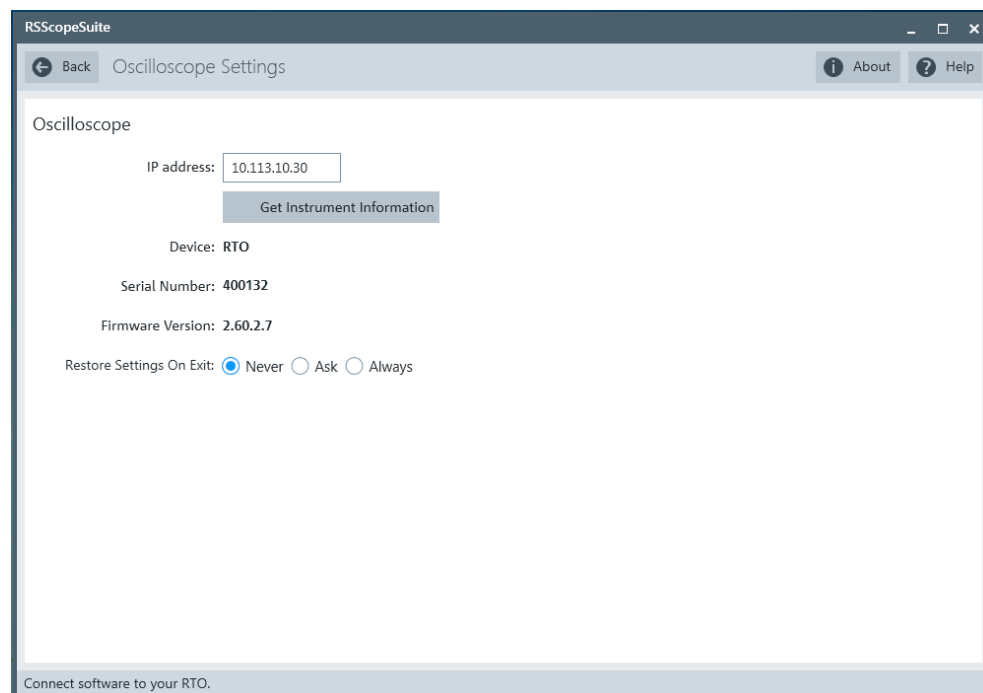 RSScopeSuite
Back Oscilloscope Settings About Help
Oscilloscope
IP address: 10.113.10.30
Get Instrument Information
Device: RTO
Serial Number: 400132
Firmware Version: 2.60.2.7
Restore Settings On Exit: Never Ask Always
Connect software to your RTO.